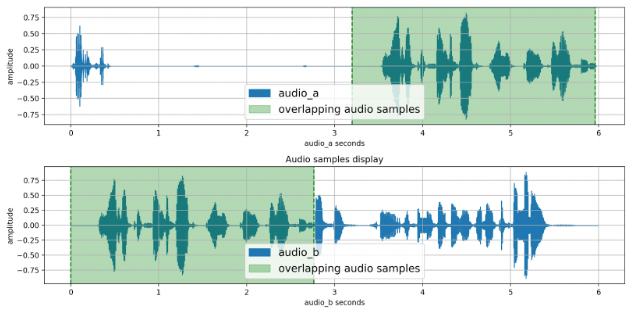 0.75
0.50
0.25
0.00
-0.25
-0.50
-0.75
amplitude
audio_a
overlapping audio samples
0 1 2 3 4 5 6
audio_a seconds
Audio samples display
0.75
0.50
0.25
0.00
-0.25
-0.50
-0.75
amplitude
audio_b
overlapping audio samples
0 1 2 3 4 5 6
audio_b seconds